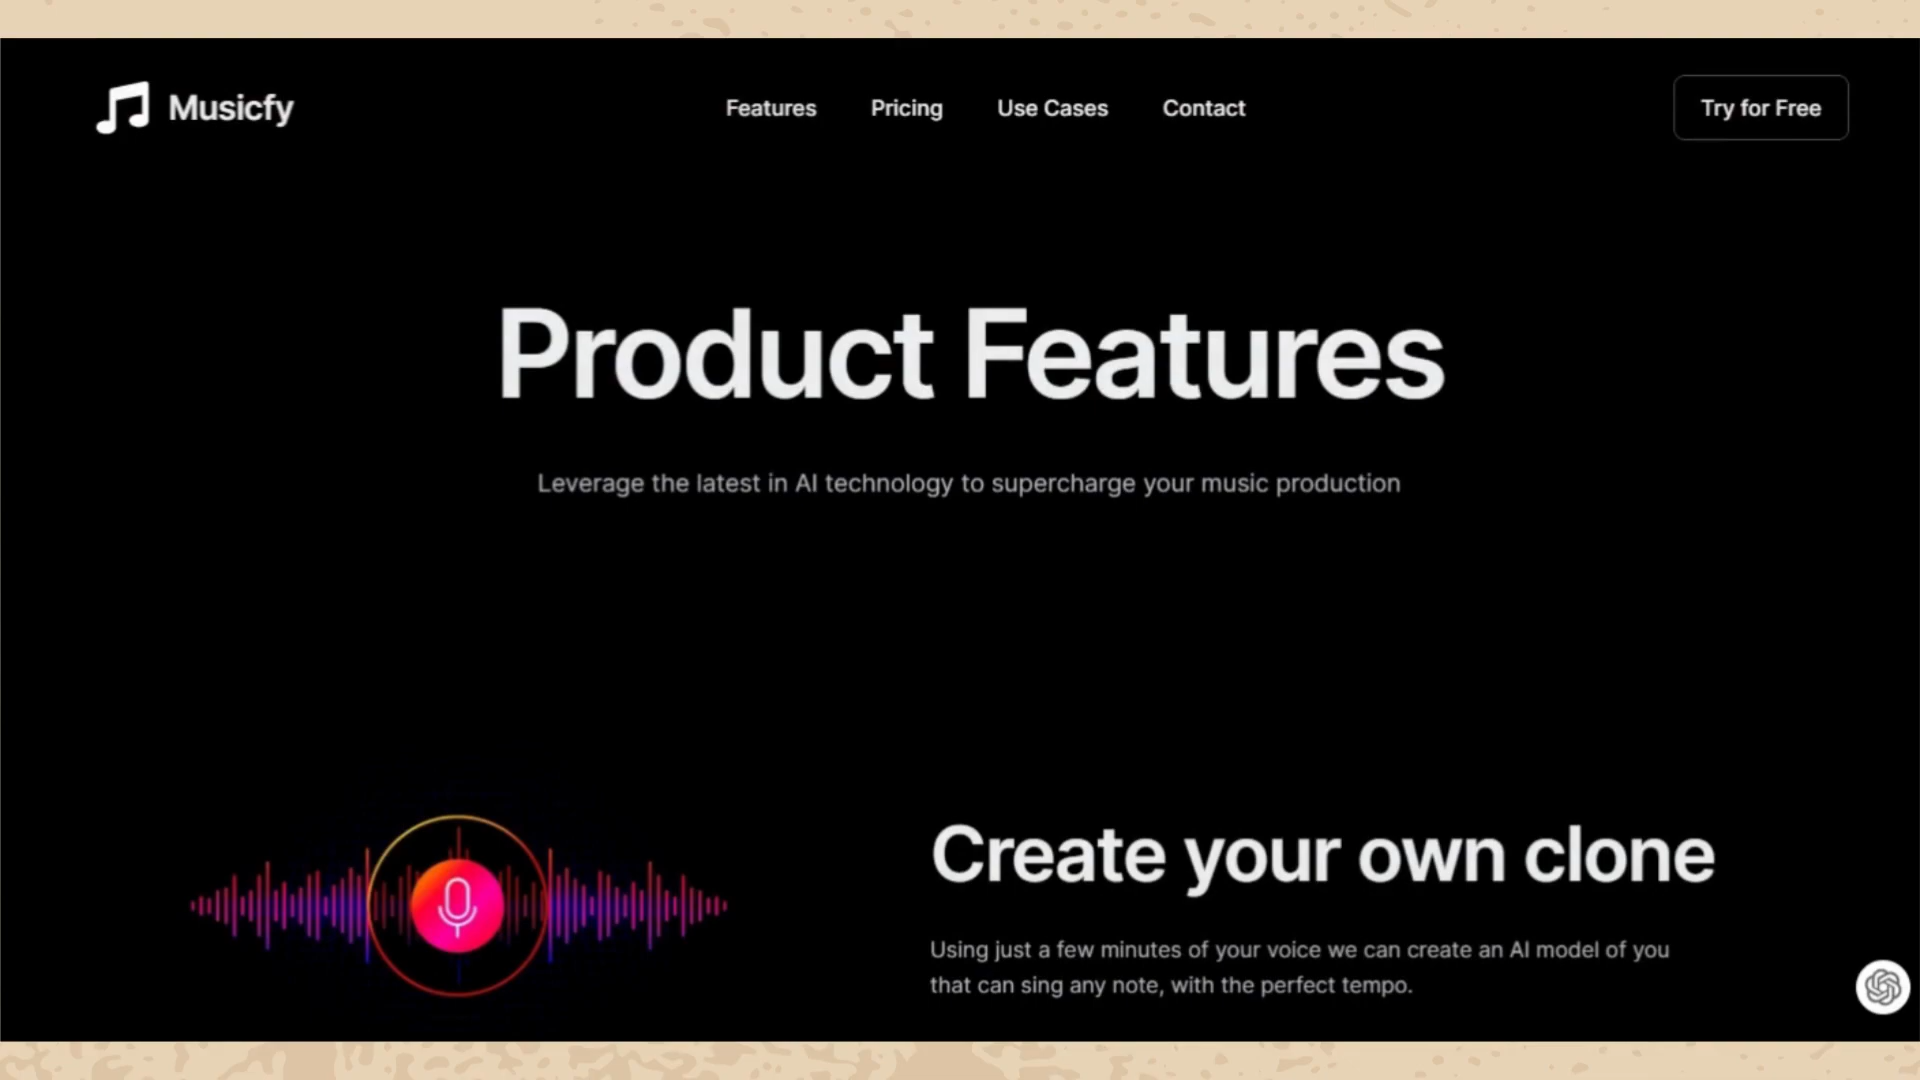 Musicfy
Features
Pricing
Use Cases
Contact
Try for Free
Product Features
Leverage the latest in AI technology to supercharge your music production
Create your own clone
Using just a few minutes of your voice we can create an AI model of you
that can sing any note, with the perfect tempo.